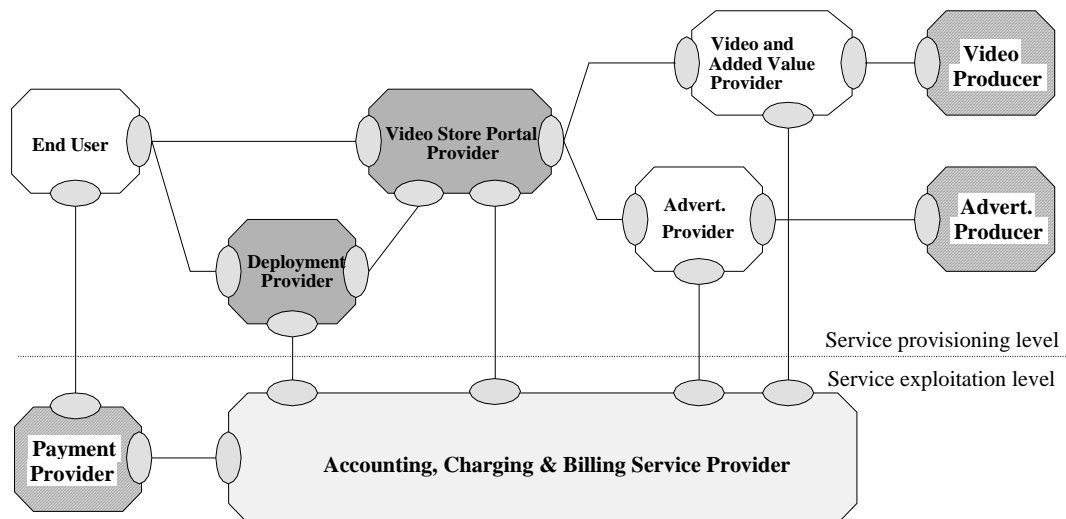 Video and
Added Value
Provider
Video
Producer
End User
Video Store Portal
Provider
Advert.
Provider
Advert.
Producer
Deployment
Provider
Service provisioning level
Service exploitation level
Payment
Provider
Accounting, Charging & Billing Service Provider